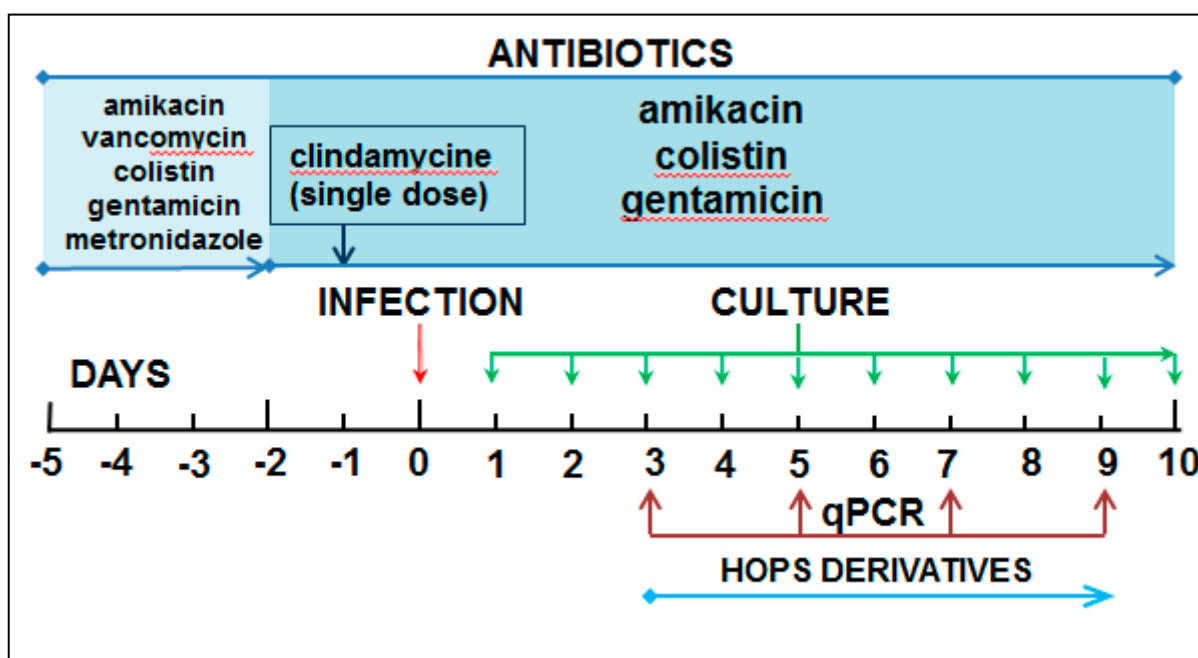 ANTIBIOTICS
amikacin
vancomycin
colistin
gentamicin
metronidazole
clindamycine
(single dose)
amikacin
colistin
gentamicin
INFECTION
CULTURE
DAYS
-5 -4 -3 -2 -1 0 1 2 3 4 5 6 7 8 9 10
qPCR
HOPS DERIVATIVES